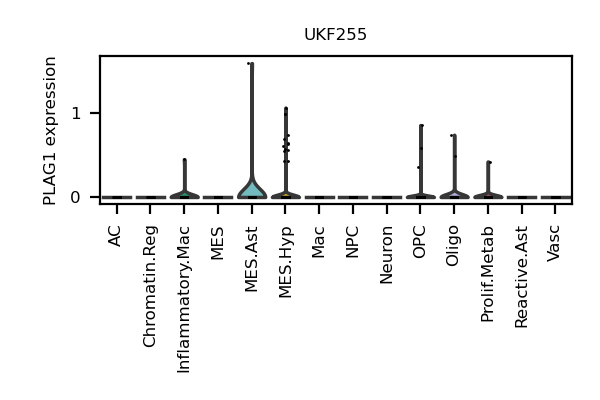 UKF255
PLAG1 expression
1
0
AC
Chromatin.Reg
Inflammatory.Mac
MES
MES.Ast
MES.Hyp
Mac
NPC
Neuron
OPC
Oligo
Prolif.Metab
Reactive.Ast
Vasc